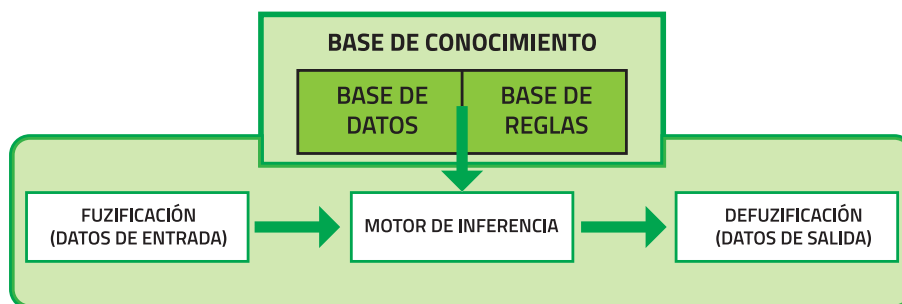 BASE DE CONOCIMIENTO
BASE DE
DATOS
BASE DE
REGLAS
FUZIFICACIÓN
(DATOS DE ENTRADA)
MOTOR DE INFERENCIA
DEFUZIFICACIÓN
(DATOS DE SALIDA)